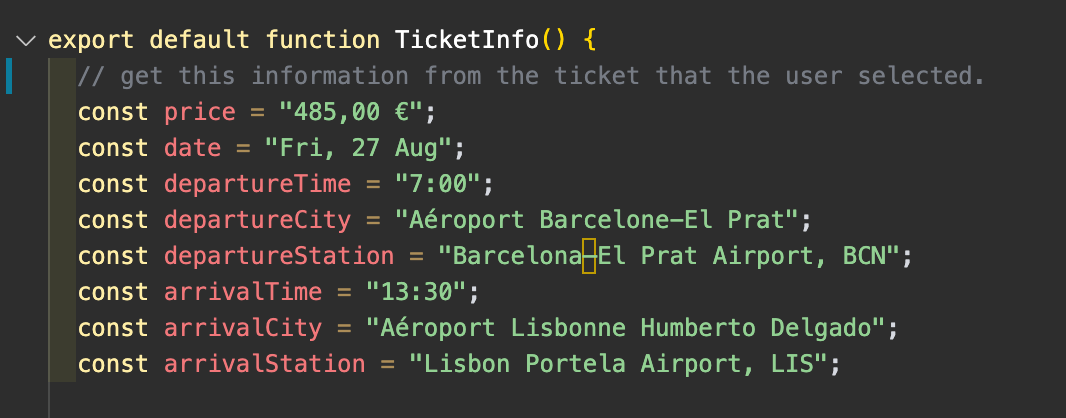 export default function TicketInfo() {
// get this information from the ticket that the user selected.
const price = "485,00 €";
const date = "Fri, 27 Aug";
const departureTime = "7:00";
const departureCity = "Aéroport Barcelone-El Prat";
const departureStation = "Barcelona–El Prat Airport, BCN";
const arrivalTime = "13:30";
const arrivalCity = "Aéroport Lisbonne Humberto Delgado";
const arrivalStation = "Lisbon Portela Airport, LIS";